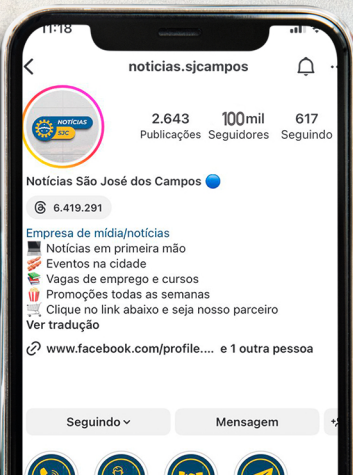 11:18
noticias.sjcampos
NOTÍCIAS
SJC
2.643
Publicações
100mil
Seguidores
617
Seguindo
Notícias São José dos Campos
6.419.291
Empresa de mídia/notícias
Notícias em primeira mão
Eventos na cidade
Vagas de emprego e cursos
Promoções todas as semanas
Clique no link abaixo e seja nosso parceiro
Ver tradução
www.facebook.com/profile.... e 1 outra pessoa
Seguindo
Mensagem